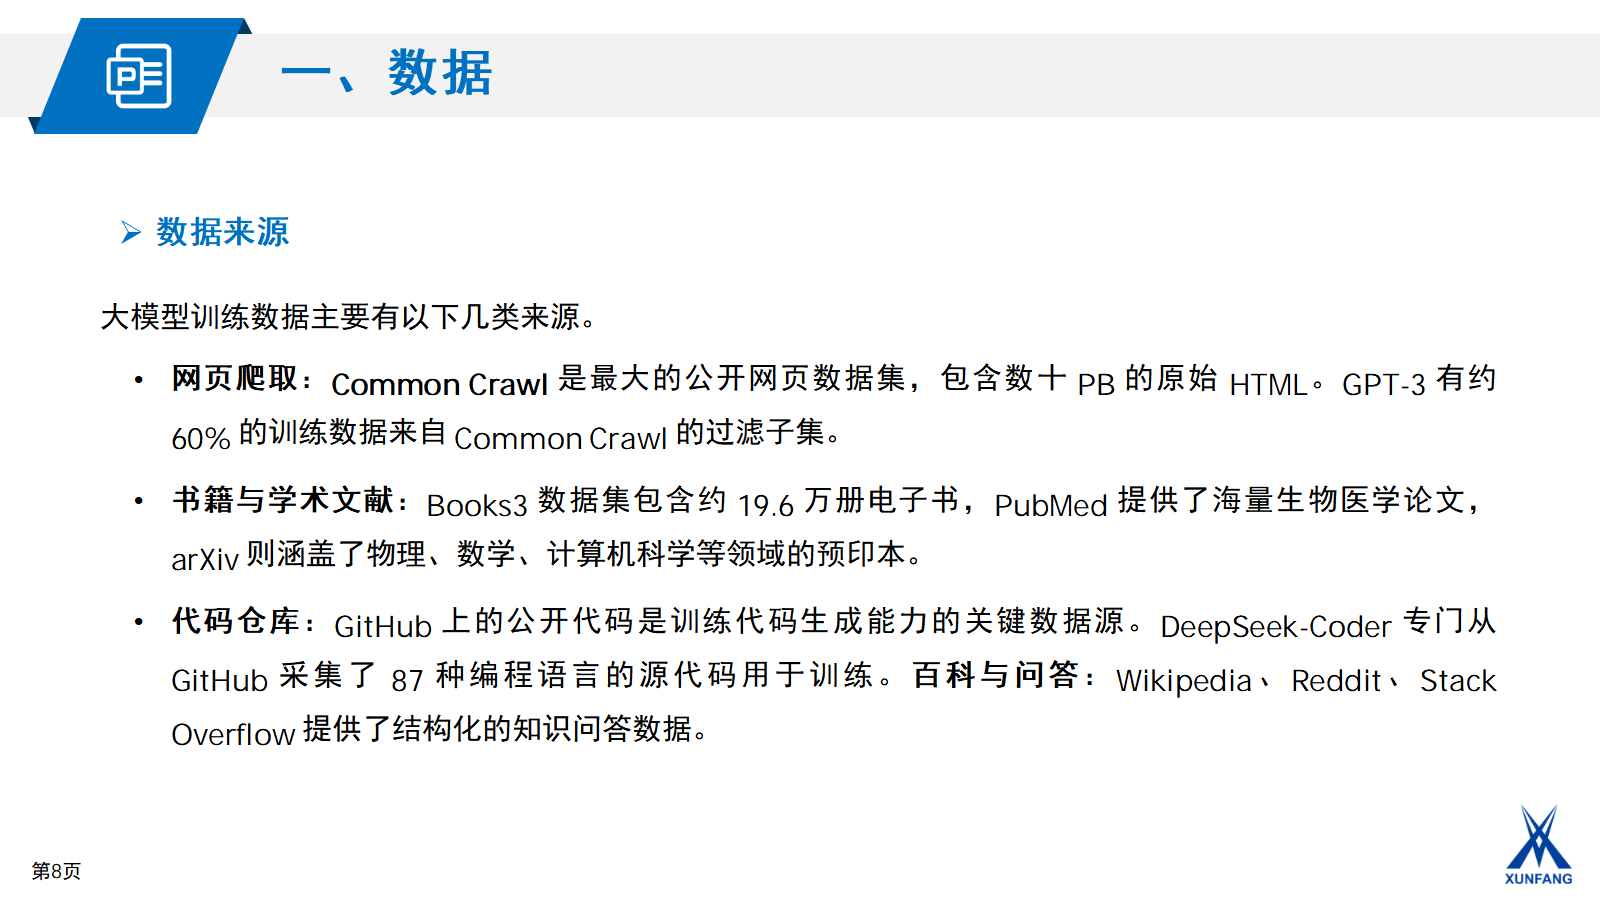 一、数据
数据来源
大模型训练数据主要有以下几类来源。
• 网页爬取：Common Crawl 是最大的公开网页数据集，包含数十 PB 的原始 HTML。GPT-3 有约
60% 的训练数据来自 Common Crawl 的过滤子集。
• 书籍与学术文献：Books3 数据集包含约 19.6 万册电子书，PubMed 提供了海量生物医学论文，
arXiv 则涵盖了物理、数学、计算机科学等领域的预印本。
• 代码仓库：GitHub 上的公开代码是训练代码生成能力的关键数据源。DeepSeek-Coder 专门从
GitHub 采集了 87 种编程语言的源代码用于训练。百科与问答：Wikipedia、Reddit、Stack
Overflow 提供了结构化的知识问答数据。
第8页
XUNFANG